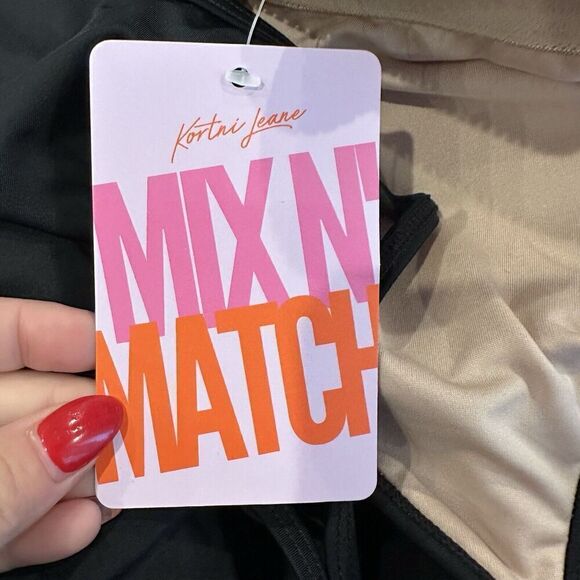 Kortni Jeane
MIX N'
MATCH